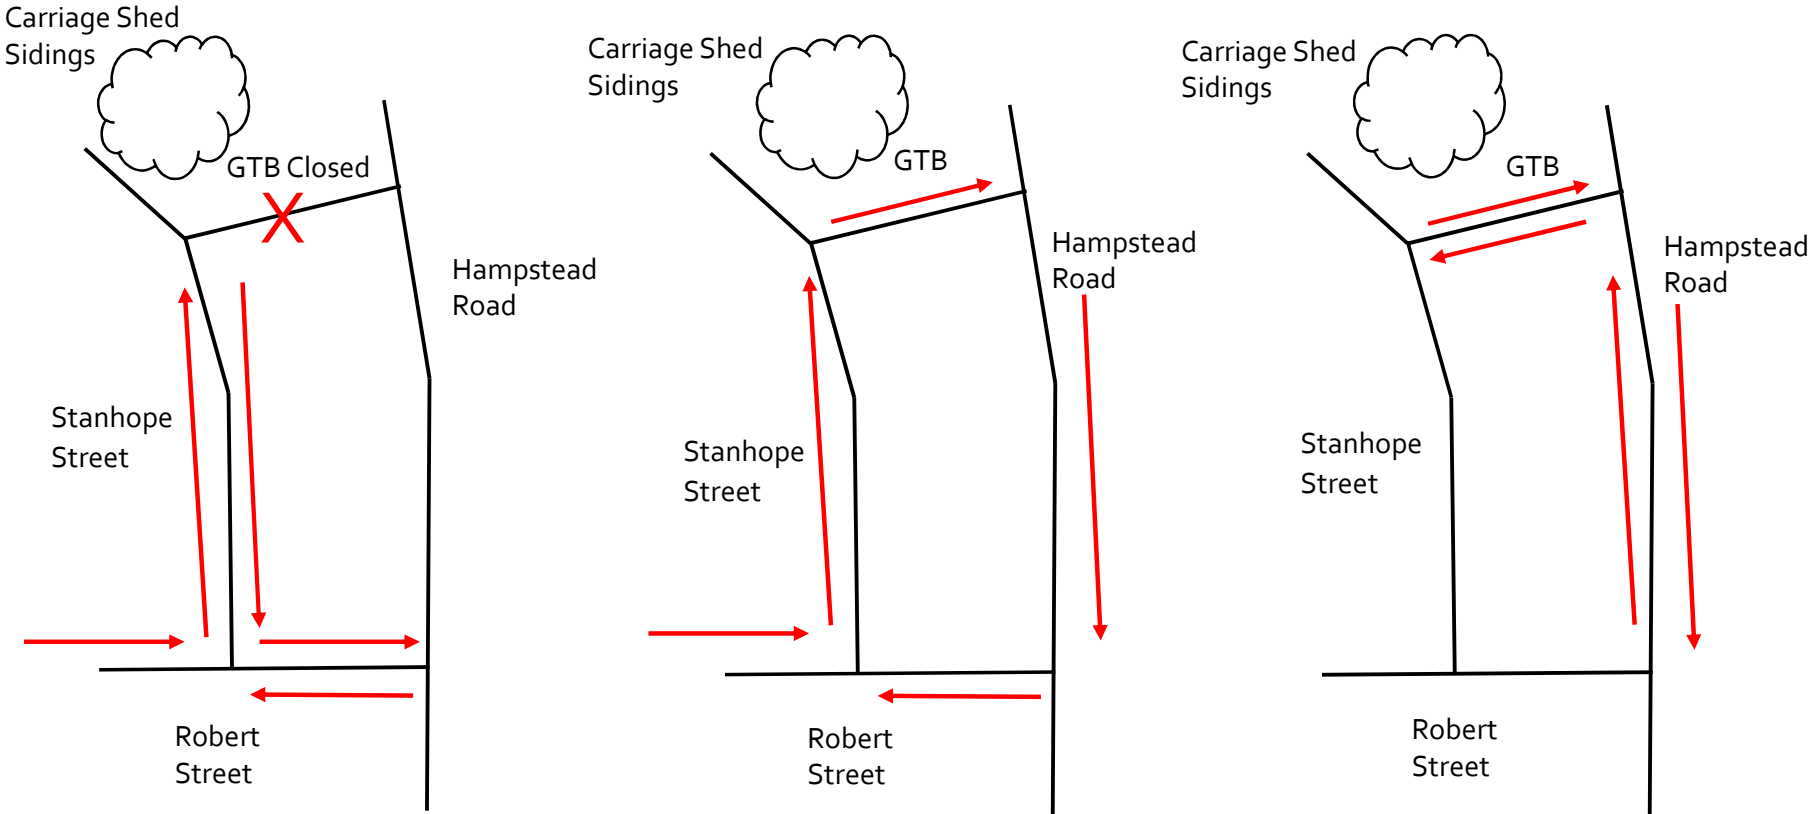 Carriage Shed
Sidings
GTB Closed
Hampstead
Road
Stanhope
Street
Robert
Street
Carriage Shed
Sidings
GTB
Hampstead
Road
Stanhope
Street
Robert
Street
Carriage Shed
Sidings
GTB
Hampstead
Road
Stanhope
Street
Robert
Street